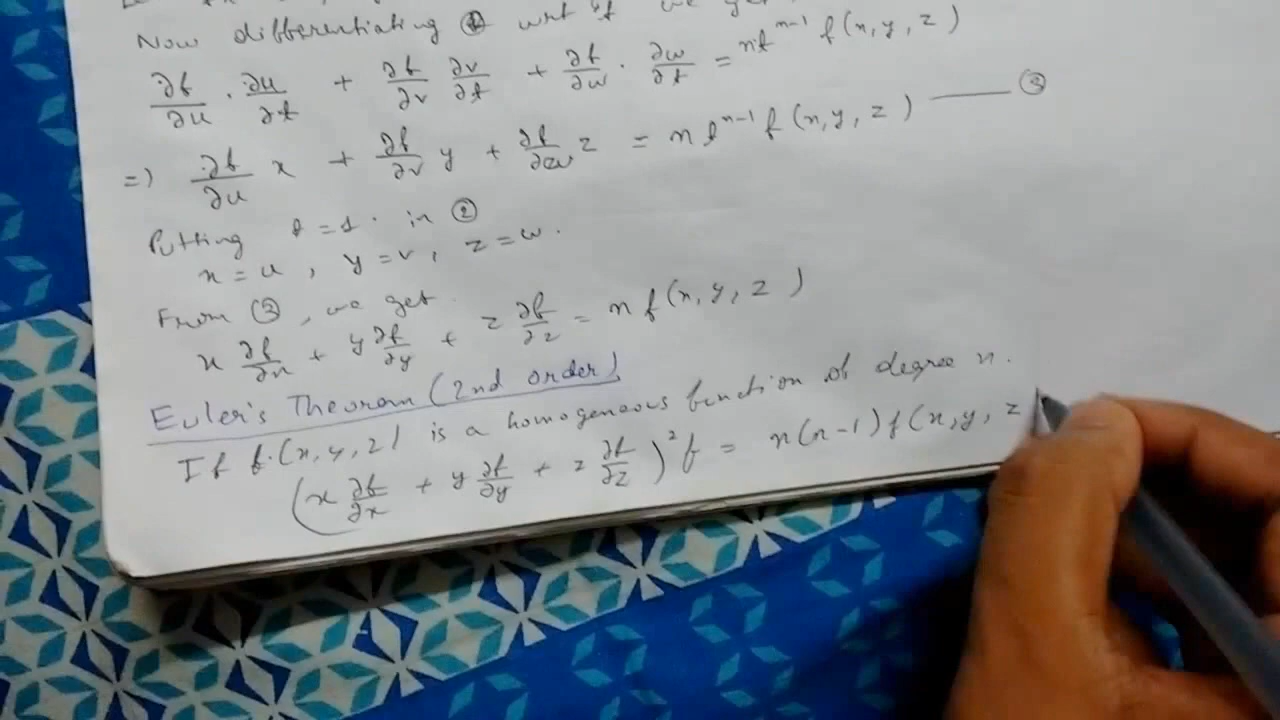 Now differentiating ① wrt t we get
∂f/∂u . ∂u/∂t + ∂f/∂v ∂v/∂t + ∂f/∂w . ∂w/∂t = nt^{n-1} f(x, y, z)
=) ∂f/∂u x + ∂f/∂v y + ∂f/∂w z = n t^{n-1} f(x, y, z) —— ③
Putting t = 1 . in ②
x = u , y = v , z = w .
From ③ , we get .
x ∂f/∂x + y ∂f/∂y + z ∂f/∂z = n f(x, y, z)
Euler's Theorem (2nd order)
If f.(x, y, z) is a homogeneous function of degree n.
(x ∂f/∂x + y ∂f/∂y + z ∂f/∂z)² f = n(n-1) f(x, y, z